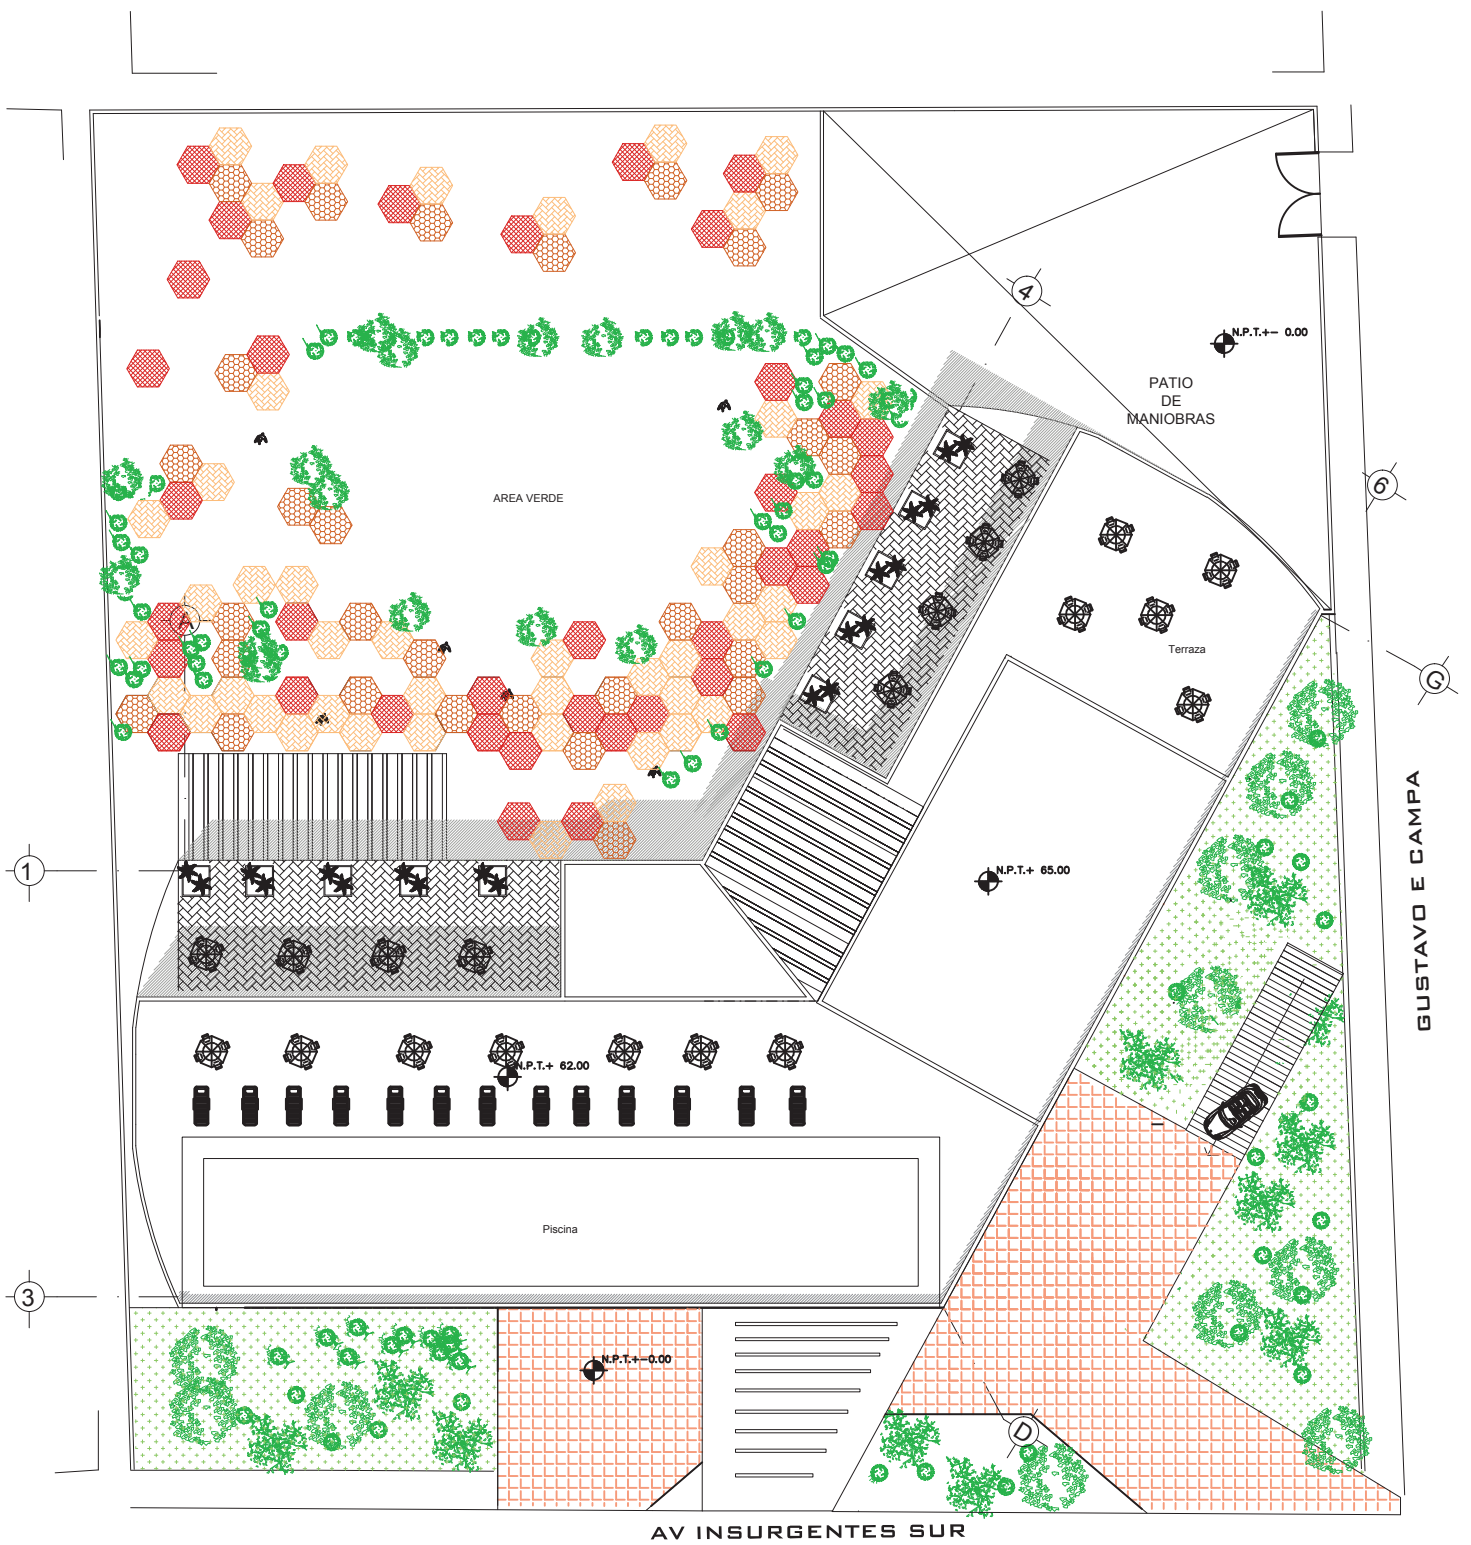 4
N.P.T.+− 0.00
PATIO
DE
MANIOBRAS
6
AREA VERDE
A
Terraza
G
1
N.P.T.+ 65.00
GUSTAVO E CAMPA
N.P.T.+ 62.00
Piscina
3
N.P.T.+−0.00
D
AV INSURGENTES SUR